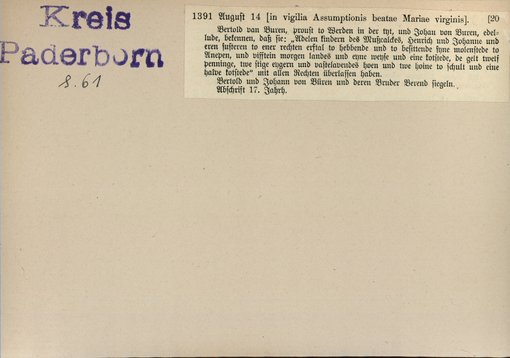 Kreis
Paderborn
S. 61
1391 August 14 [in vigilia Assumptionis beatae Mariae virginis]. [20
Bertold van Buren, proust to Werden in der tyt, und Johan van Buren, edel-
lude, bekennen, daß sie: „Adelen kindern des Mußcalckes, Henrich und Johanne und
eren susteren to ener rechten erftal to hebbende und to besittende syne molenstede to
Anepen, und vifftein morgen landes und eyne weyse und eine kotstede, de gelt twelf
penninge, twe stige eygern und vastelavendes hoen und twe hoine to schult und eine
halve kotstede“ mit allen Rechten überlassen haben.
Bertold und Johann von Büren und deren Bruder Berend siegeln.
Abschrift 17. Jahrh.